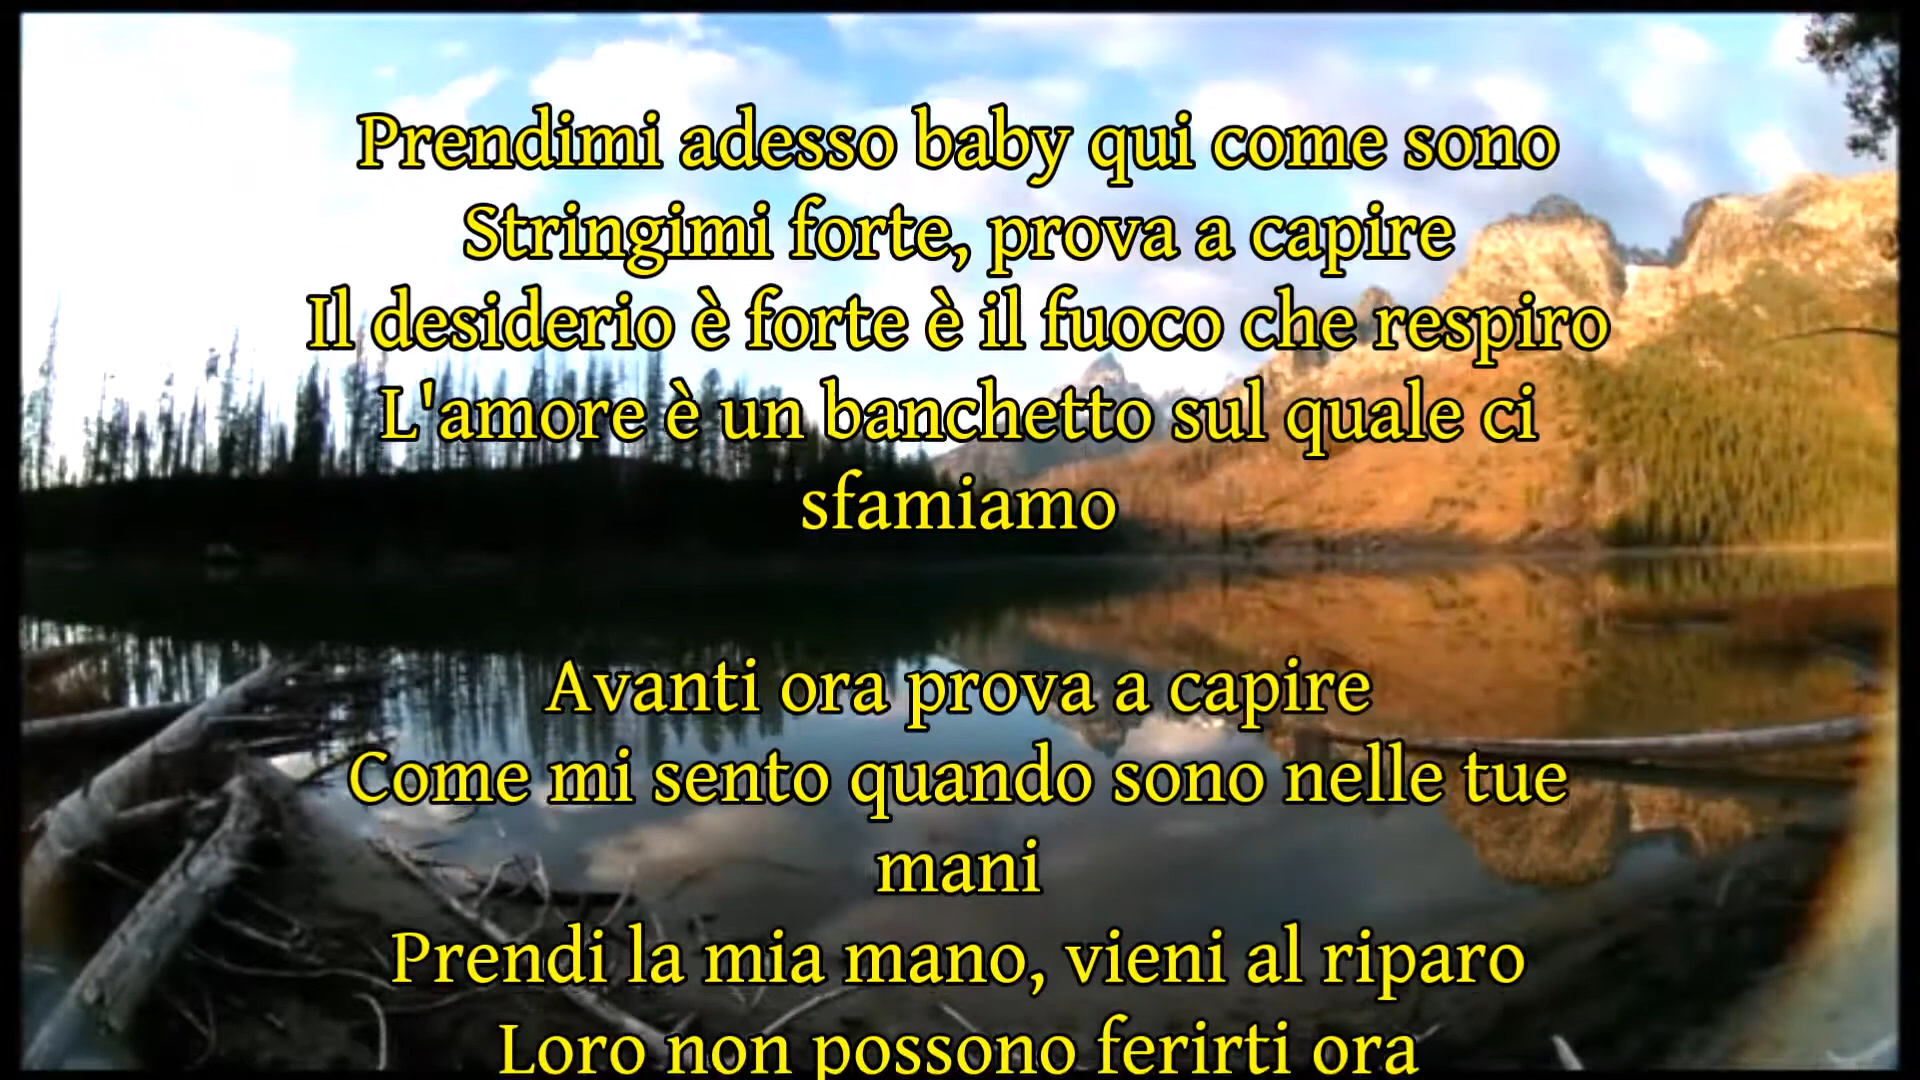 Prendimi adesso baby qui come sono
Stringimi forte, prova a capire
Il desiderio è forte è il fuoco che respiro
L'amore è un banchetto sul quale ci
sfamiamo
Avanti ora prova a capire
Come mi sento quando sono nelle tue
mani
Prendi la mia mano, vieni al riparo
Loro non possono ferirti ora